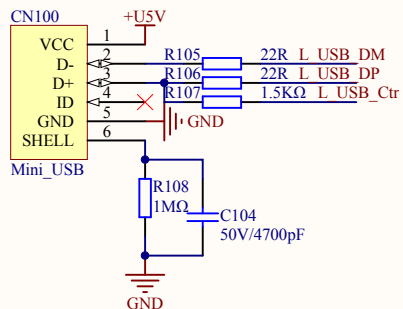 CN100
+U5V
VCC 1
D- 2 R105 22R L_USB_DM
D+ 3 R106 22R L_USB_DP
ID 4 R107 1.5KΩ L_USB_Ctr
GND 5 GND
SHELL 6
Mini_USB
R108
1MΩ
C104
50V/4700pF
GND